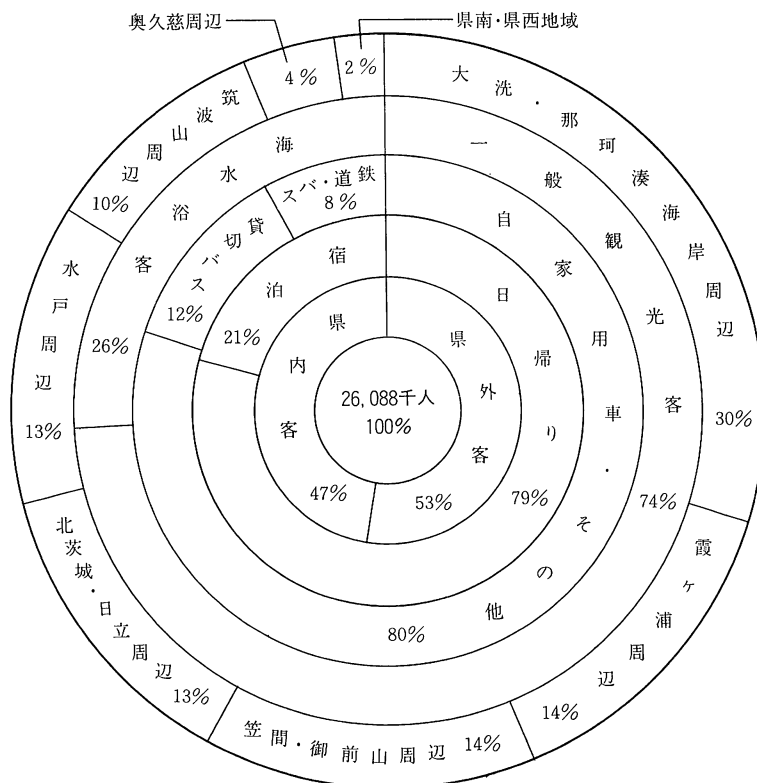 奥久慈周辺
県南・県西地域
4%
2%
大洗・那珂湊海岸周辺
30%
霞ヶ浦周辺
14%
笠間・御前山周辺
14%
北茨城・日立周辺
13%
水戸周辺
13%
筑波山周辺
10%
一般観光客
74%
海水浴客
26%
自家用車・その他
80%
貸切バス
12%
鉄道・バス
8%
日帰り
79%
宿泊
21%
県外客
53%
県内客
47%
26,088千人
100%